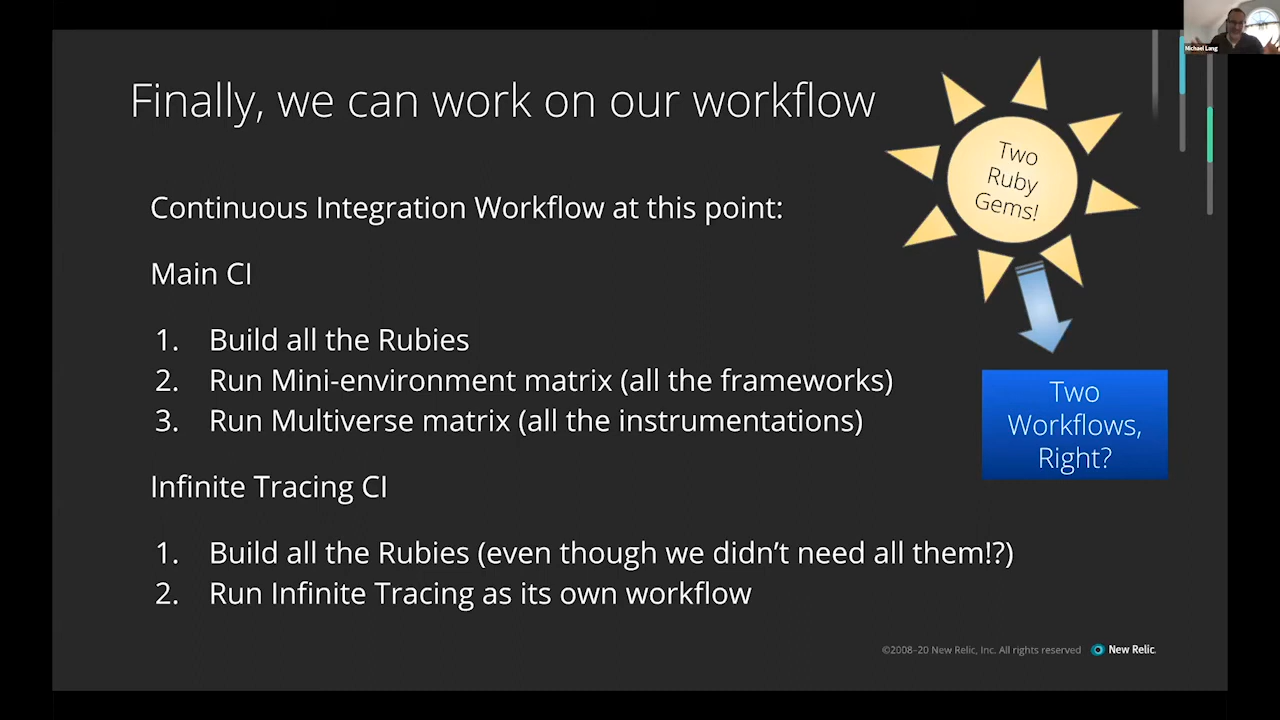 Michael Lang
Finally, we can work on our workflow
Two
Ruby
Gems!
Continuous Integration Workflow at this point:
Main CI
1. Build all the Rubies
2. Run Mini-environment matrix (all the frameworks)
3. Run Multiverse matrix (all the instrumentations)
Two
Workflows,
Right?
Infinite Tracing CI
1. Build all the Rubies (even though we didn’t need all them!?)
2. Run Infinite Tracing as its own workflow
©2008–20 New Relic, Inc. All rights reserved
New Relic.